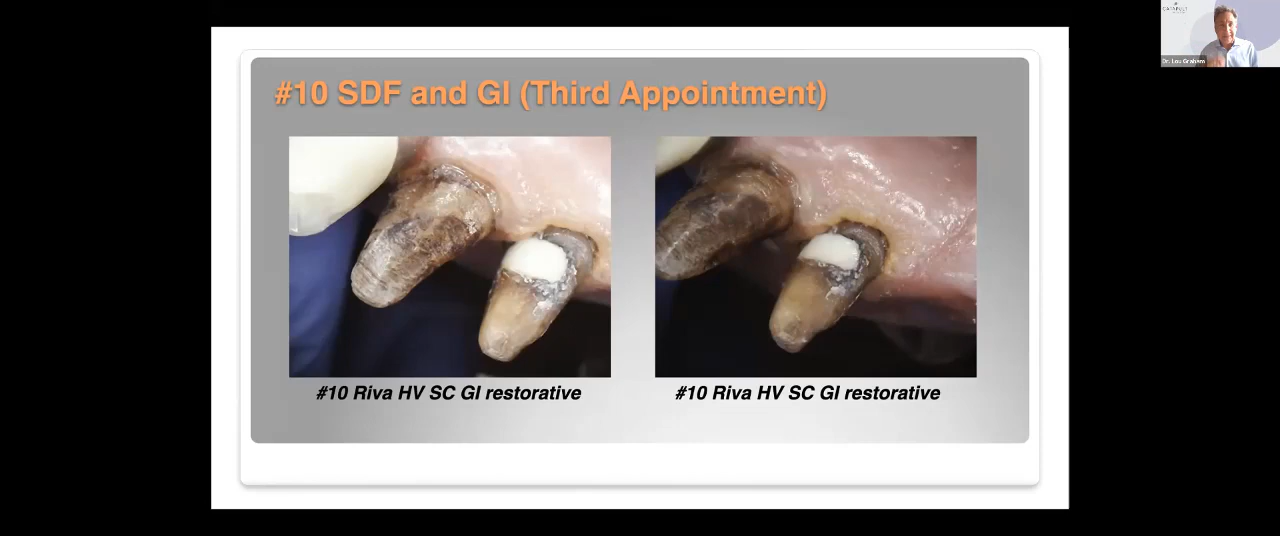 #10 SDF and GI (Third Appointment)
#10 Riva HV SC GI restorative
#10 Riva HV SC GI restorative
CATAPULT
Dr. Lou Graham